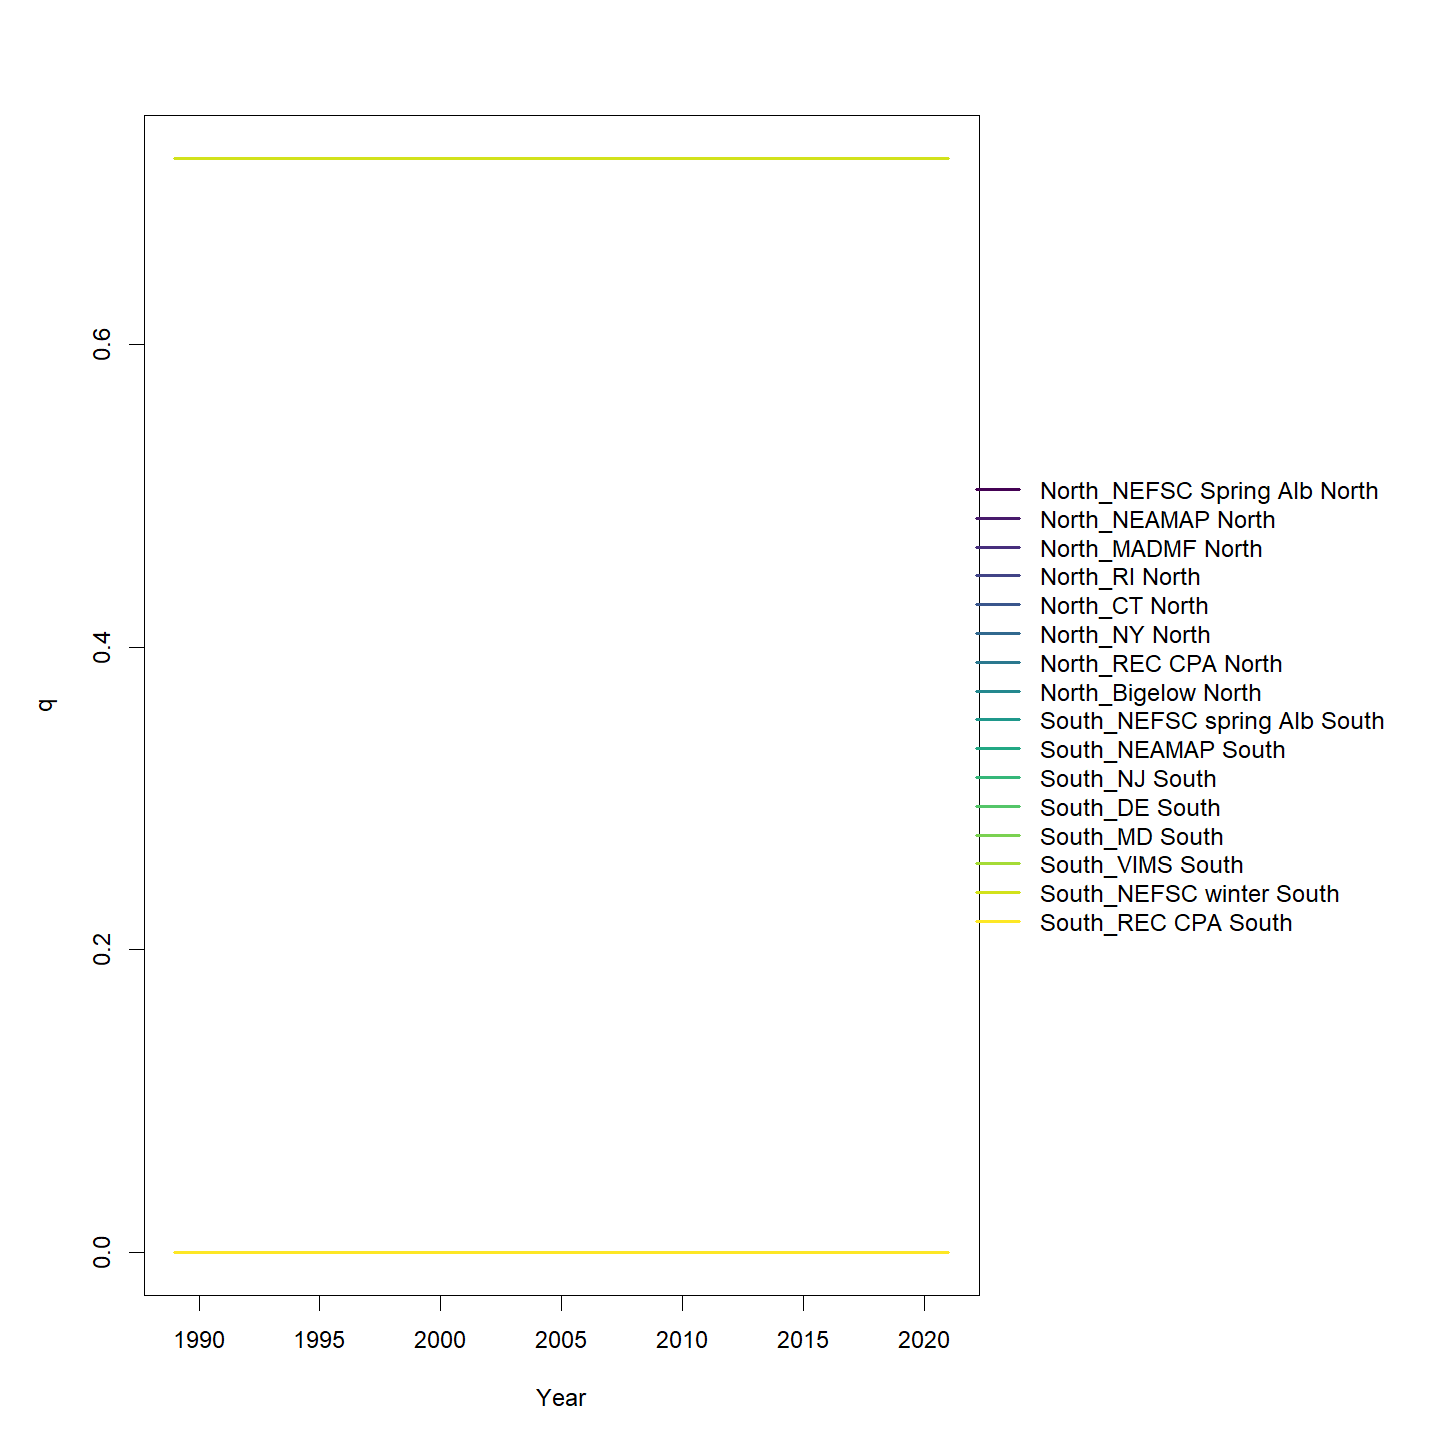 0.6
0.4
0.2
0.0
q
1990 1995 2000 2005 2010 2015 2020
Year
North_NEFSC Spring Alb North
North_NEAMAP North
North_MADMF North
North_RI North
North_CT North
North_NY North
North_REC CPA North
North_Bigelow North
South_NEFSC spring Alb South
South_NEAMAP South
South_NJ South
South_DE South
South_MD South
South_VIMS South
South_NEFSC winter South
South_REC CPA South